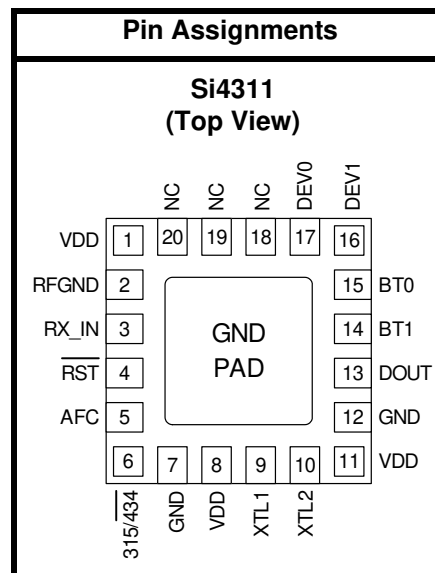 Pin Assignments
Si4311
(Top View)
NC
NC
NC
DEV0
DEV1
20
19
18
17
16
VDD 1
RFGND 2
RX_IN 3
RST 4
AFC 5
6
GND
PAD
15 BT0
14 BT1
13 DOUT
12 GND
11 VDD
7
8
9
10
315/434
GND
VDD
XTL1
XTL2